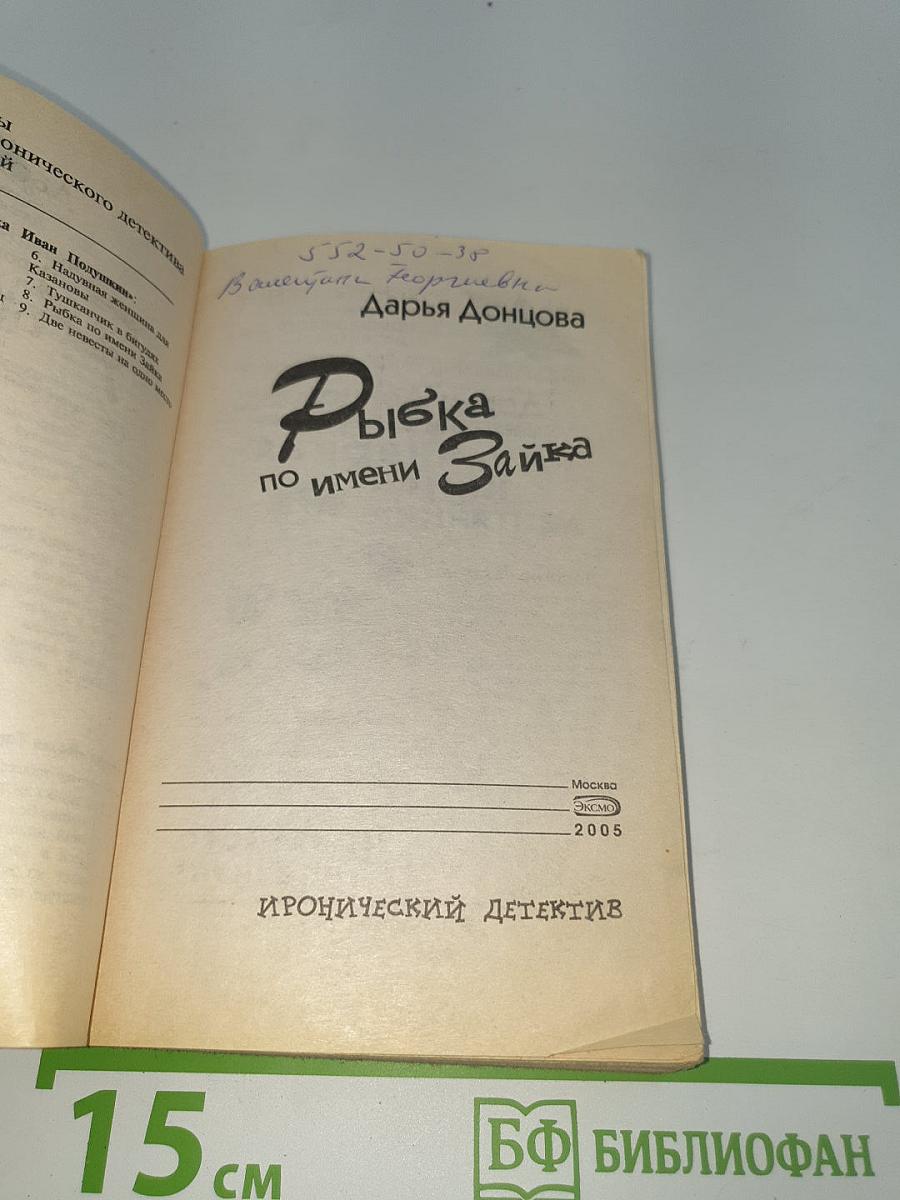 ы
онического детектива
й
а Иван Подушкин»:
6. Надувная женщина для
Казановы
7. Тушканчик в бигудях
8. Рыбка по имени Зайка
9. Две невесты на одно место
552-50-38
Валентина Георгиевна
Дарья Донцова
Рыбка
по имени Зайка
Москва
ЭКСМО
2005
ИРОНИЧЕСКИЙ ДЕТЕКТИВ
15 см
БФ БИБЛИОФАН